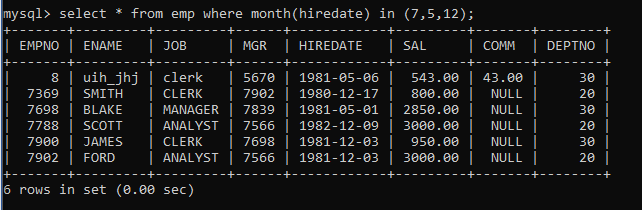 mysql> select * from emp where month(hiredate) in (7,5,12);
+-------+---------+---------+------+------------+---------+-------+--------+
| EMPNO | ENAME   | JOB     | MGR  | HIREDATE   | SAL     | COMM  | DEPTNO |
+-------+---------+---------+------+------------+---------+-------+--------+
|     8 | uih_jhj | clerk   | 5670 | 1981-05-06 |  543.00 | 43.00 |     30 |
|  7369 | SMITH   | CLERK   | 7902 | 1980-12-17 |  800.00 |  NULL |     20 |
|  7698 | BLAKE   | MANAGER | 7839 | 1981-05-01 | 2850.00 |  NULL |     30 |
|  7788 | SCOTT   | ANALYST | 7566 | 1982-12-09 | 3000.00 |  NULL |     20 |
|  7900 | JAMES   | CLERK   | 7698 | 1981-12-03 |  950.00 |  NULL |     30 |
|  7902 | FORD    | ANALYST | 7566 | 1981-12-03 | 3000.00 |  NULL |     20 |
+-------+---------+---------+------+------------+---------+-------+--------+
6 rows in set (0.00 sec)